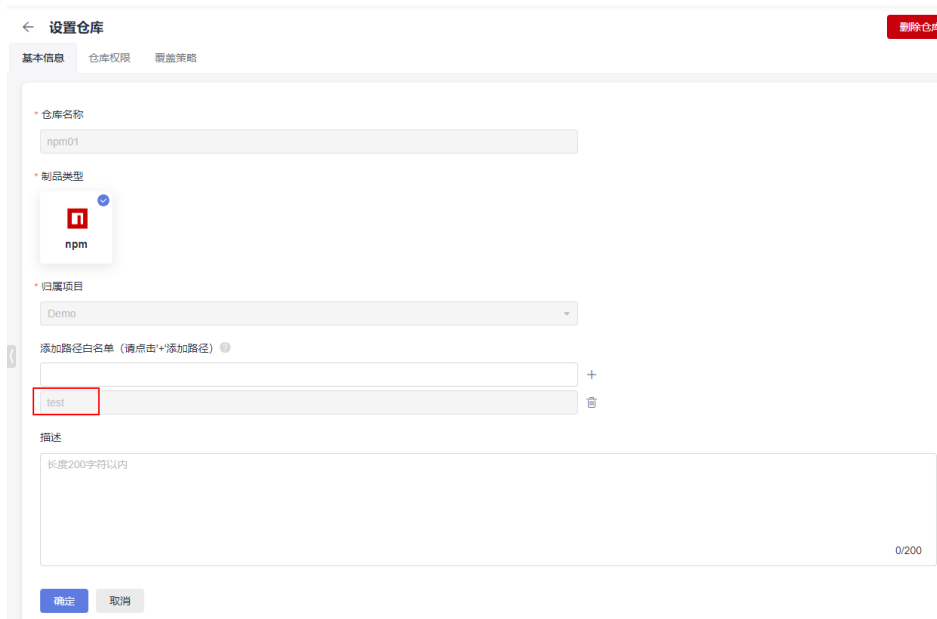 ← 设置仓库
删除仓库
基本信息 仓库权限 覆盖策略
* 仓库名称
npm01
* 制品类型
npm
* 归属项目
Demo
添加路径白名单（请点击'+'添加路径）
test
描述
长度200字符以内
0/200
确定 取消